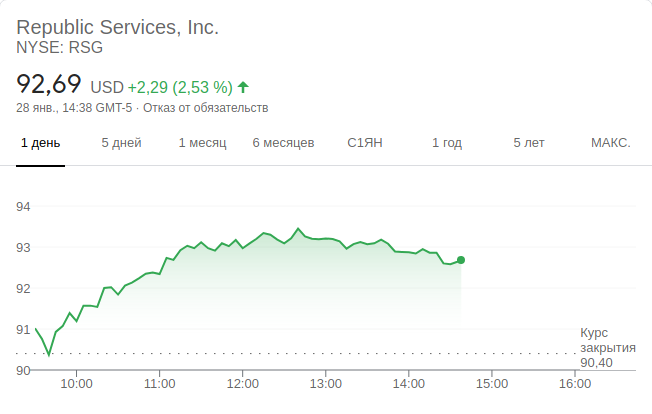 Republic Services, Inc.
NYSE: RSG
92,69 USD +2,29 (2,53 %)
28 янв., 14:38 GMT-5 · Отказ от обязательств
1 день 5 дней 1 месяц 6 месяцев С1ЯН 1 год 5 лет МАКС.
94
93
92
91
Курс
закрытия
90,40
90
10:00 11:00 12:00 13:00 14:00 15:00 16:00